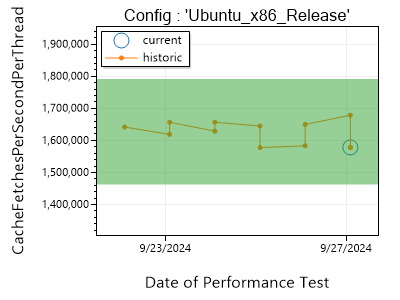 Config : 'Ubuntu_x86_Release'
CacheFetchesPerSecondPerThread
current
historic
1,900,000
1,800,000
1,700,000
1,600,000
1,500,000
1,400,000
9/23/2024
9/27/2024
Date of Performance Test